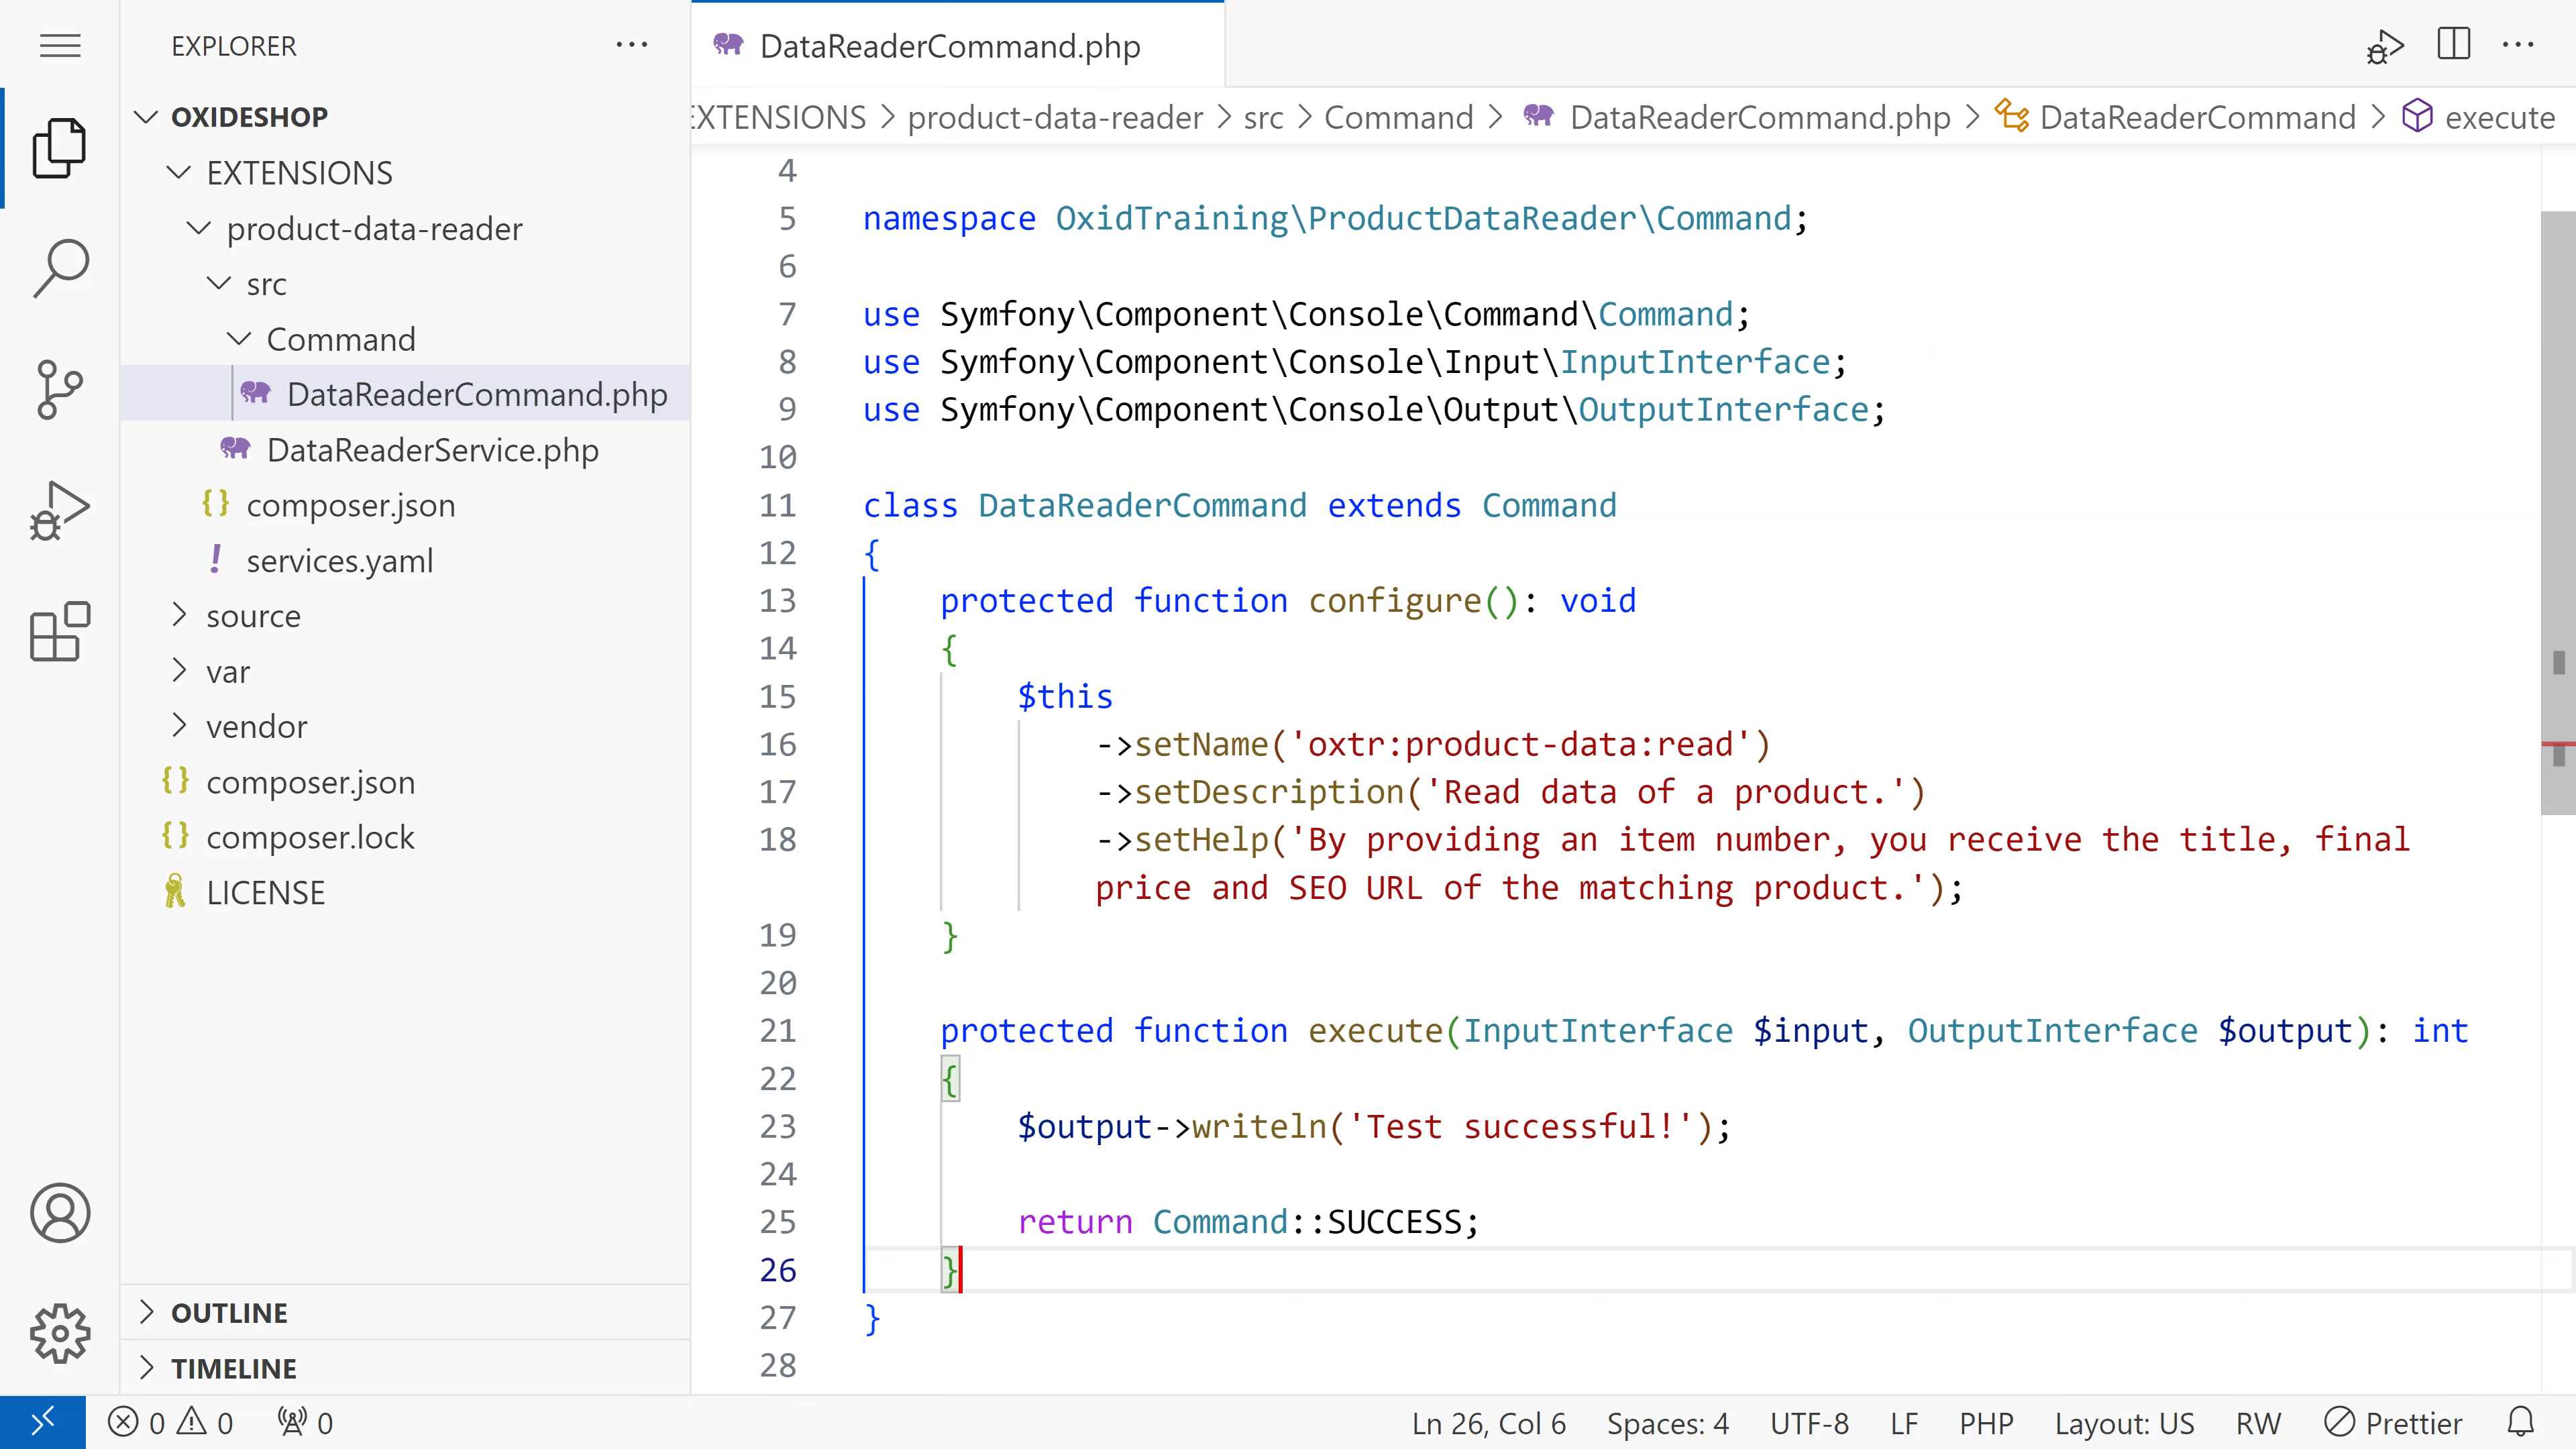 EXPLORER
OXIDESHOP
EXTENSIONS
product-data-reader
src
Command
DataReaderCommand.php
DataReaderService.php
composer.json
services.yaml
source
var
vendor
composer.json
composer.lock
LICENSE
OUTLINE
TIMELINE
DataReaderCommand.php
EXTENSIONS > product-data-reader > src > Command > DataReaderCommand.php > DataReaderCommand > execute
4
5 namespace OxidTraining\ProductDataReader\Command;
6
7 use Symfony\Component\Console\Command\Command;
8 use Symfony\Component\Console\Input\InputInterface;
9 use Symfony\Component\Console\Output\OutputInterface;
10
11 class DataReaderCommand extends Command
12 {
13     protected function configure(): void
14     {
15         $this
16             ->setName('oxtr:product-data:read')
17             ->setDescription('Read data of a product.')
18             ->setHelp('By providing an item number, you receive the title, final
            price and SEO URL of the matching product.');
19     }
20
21     protected function execute(InputInterface $input, OutputInterface $output): int
22     {
23         $output->writeln('Test successful!');
24
25         return Command::SUCCESS;
26     }
27 }
28
0 0 0 Ln 26, Col 6 Spaces: 4 UTF-8 LF PHP Layout: US RW Prettier